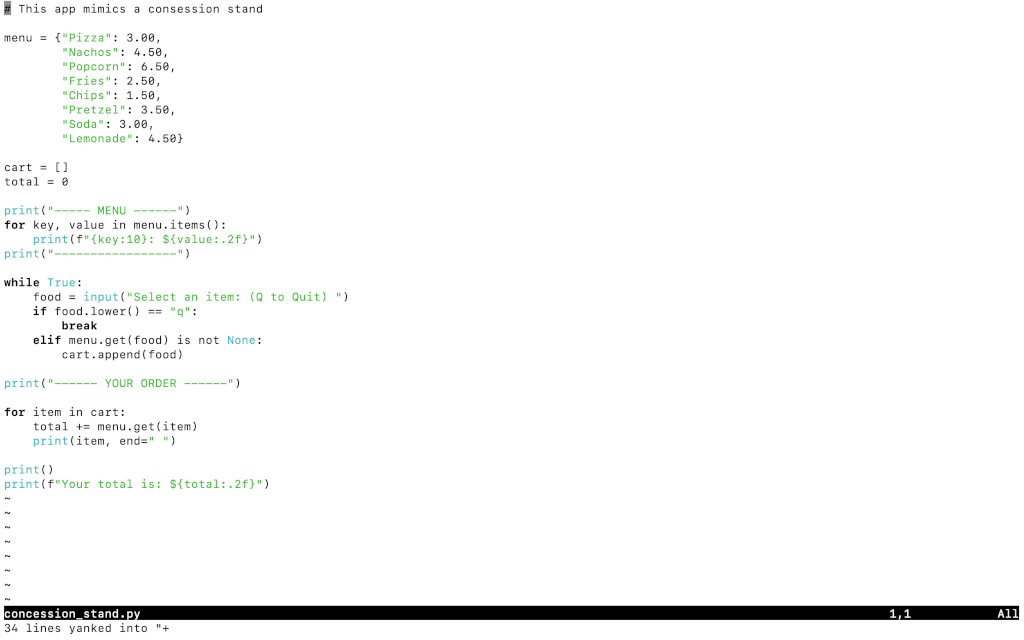 # This app mimics a consession stand

menu = {"Pizza": 3.00,
        "Nachos": 4.50,
        "Popcorn": 6.50,
        "Fries": 2.50,
        "Chips": 1.50,
        "Pretzel": 3.50,
        "Soda": 3.00,
        "Lemonade": 4.50}

cart = []
total = 0

print("----- MENU ------")
for key, value in menu.items():
    print(f"{key:10}: ${value:.2f}")
print("-----------------")

while True:
    food = input("Select an item: (Q to Quit) ")
    if food.lower() == "q":
        break
    elif menu.get(food) is not None:
        cart.append(food)

print("------ YOUR ORDER ------")

for item in cart:
    total += menu.get(item)
    print(item, end=" ")

print()
print(f"Your total is: ${total:.2f}")
~
~
~
~
~
~
~
~
concession_stand.py 1,1 All
34 lines yanked into "+